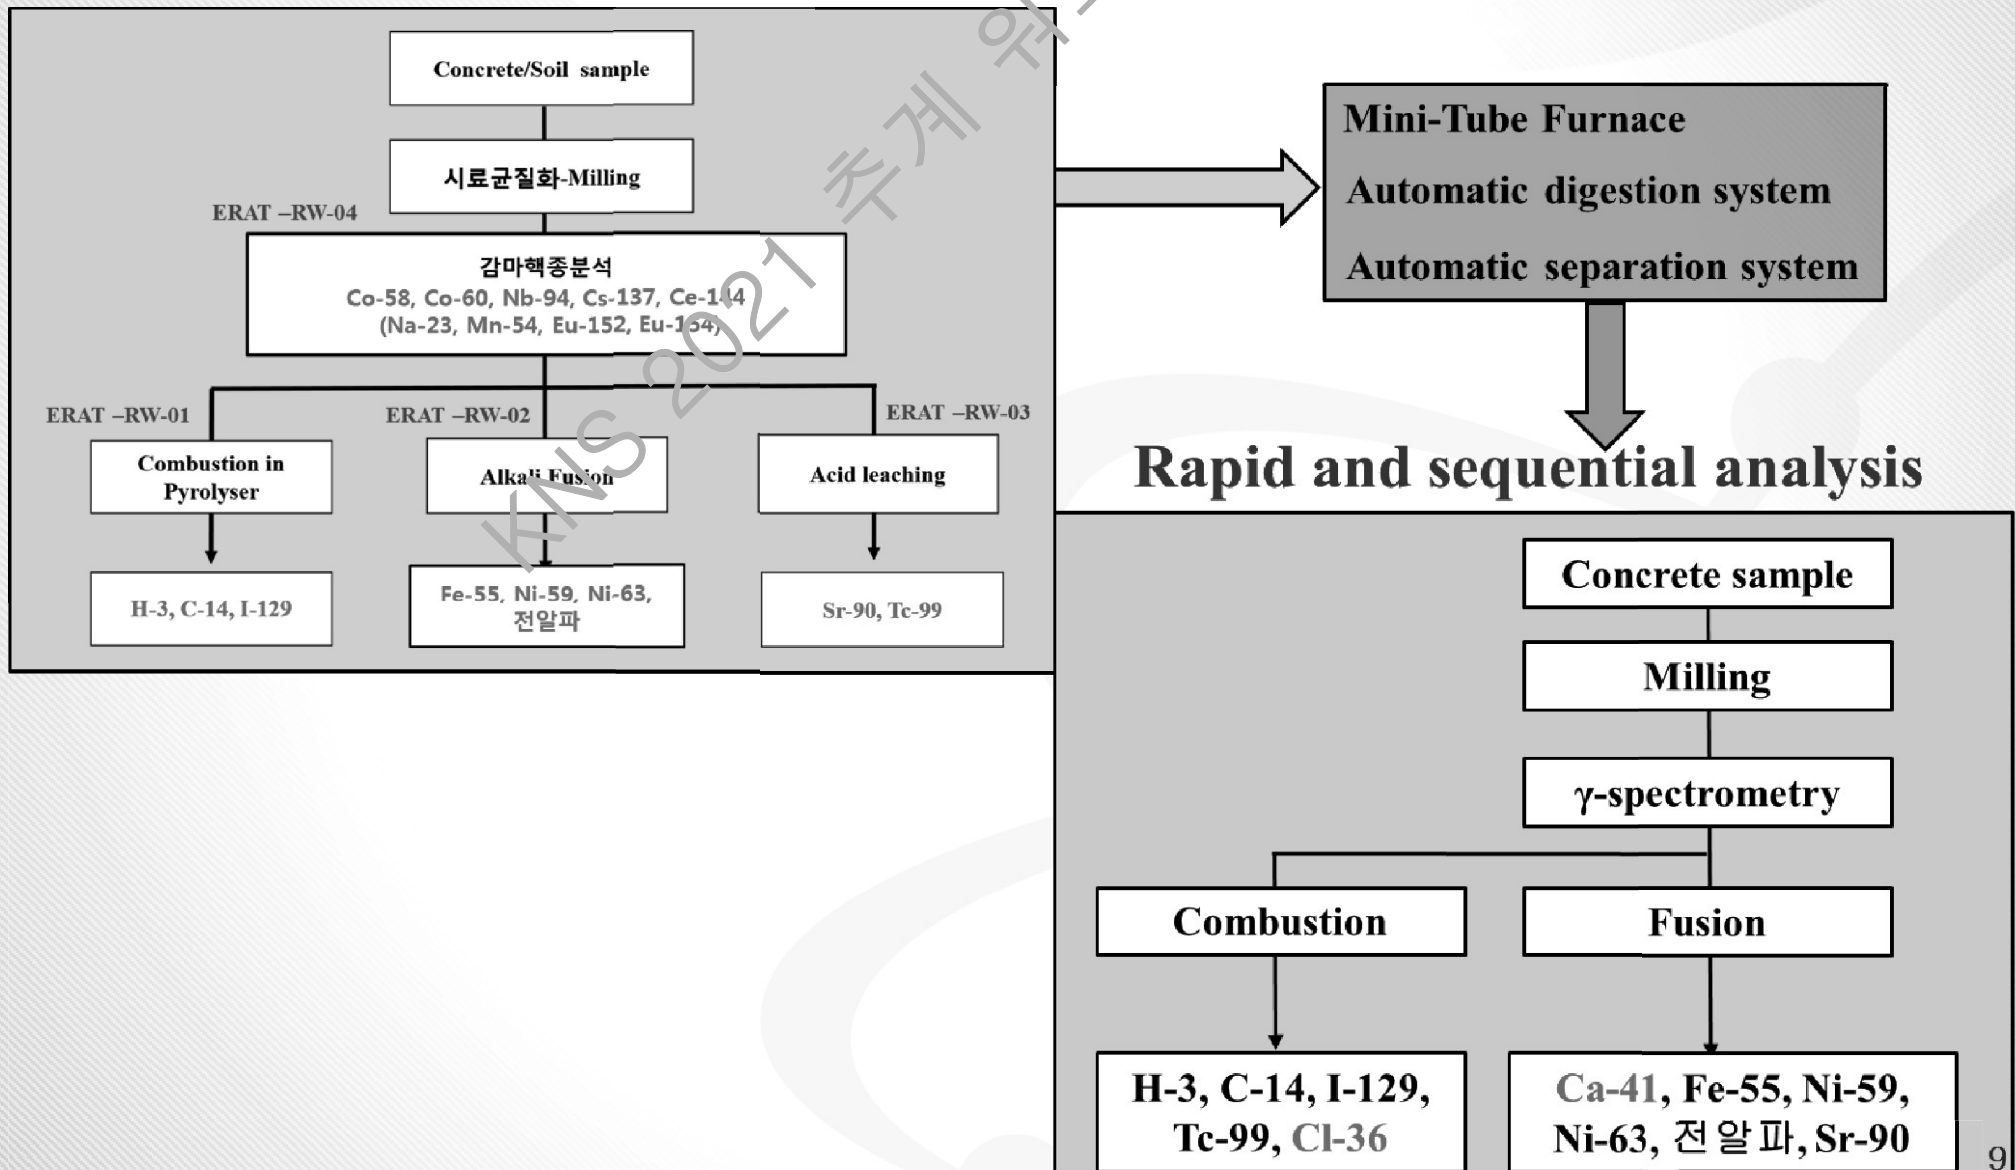 Concrete/Soil sample
시료균질화-Milling
ERAT –RW-04
감마핵종분석
Co-58, Co-60, Nb-94, Cs-137, Ce-144
(Na-23, Mn-54, Eu-152, Eu-154)
ERAT –RW-01
ERAT –RW-02
ERAT –RW-03
Combustion in
Pyrolyser
Alkali Fusion
Acid leaching
H-3, C-14, I-129
Fe-55, Ni-59, Ni-63,
전알파
Sr-90, Tc-99
Mini-Tube Furnace
Automatic digestion system
Automatic separation system
Rapid and sequential analysis
Concrete sample
Milling
γ-spectrometry
Combustion
Fusion
H-3, C-14, I-129,
Tc-99, Cl-36
Ca-41, Fe-55, Ni-59,
Ni-63, 전알파, Sr-90
KNS 2021 추계
9